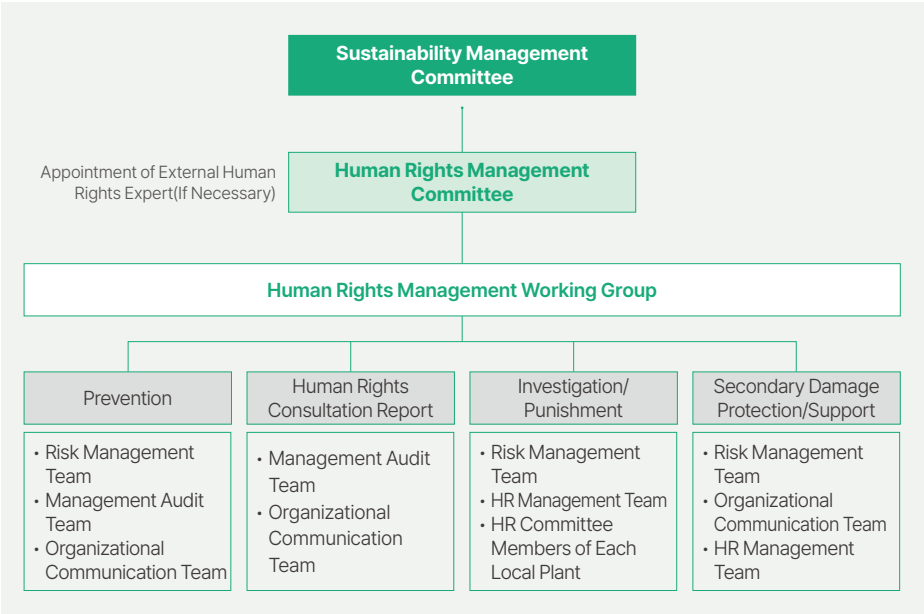 Sustainability Management
Committee
Appointment of External Human
Rights Expert(If Necessary)
Human Rights Management
Committee
Human Rights Management Working Group
Prevention
• Risk Management
Team
• Management Audit
Team
• Organizational
Communication Team
Human Rights
Consultation Report
• Management Audit
Team
• Organizational
Communication
Team
Investigation/
Punishment
• Risk Management
Team
• HR Management Team
• HR Committee
Members of Each
Local Plant
Secondary Damage
Protection/Support
• Risk Management
Team
• Organizational
Communication Team
• HR Management
Team